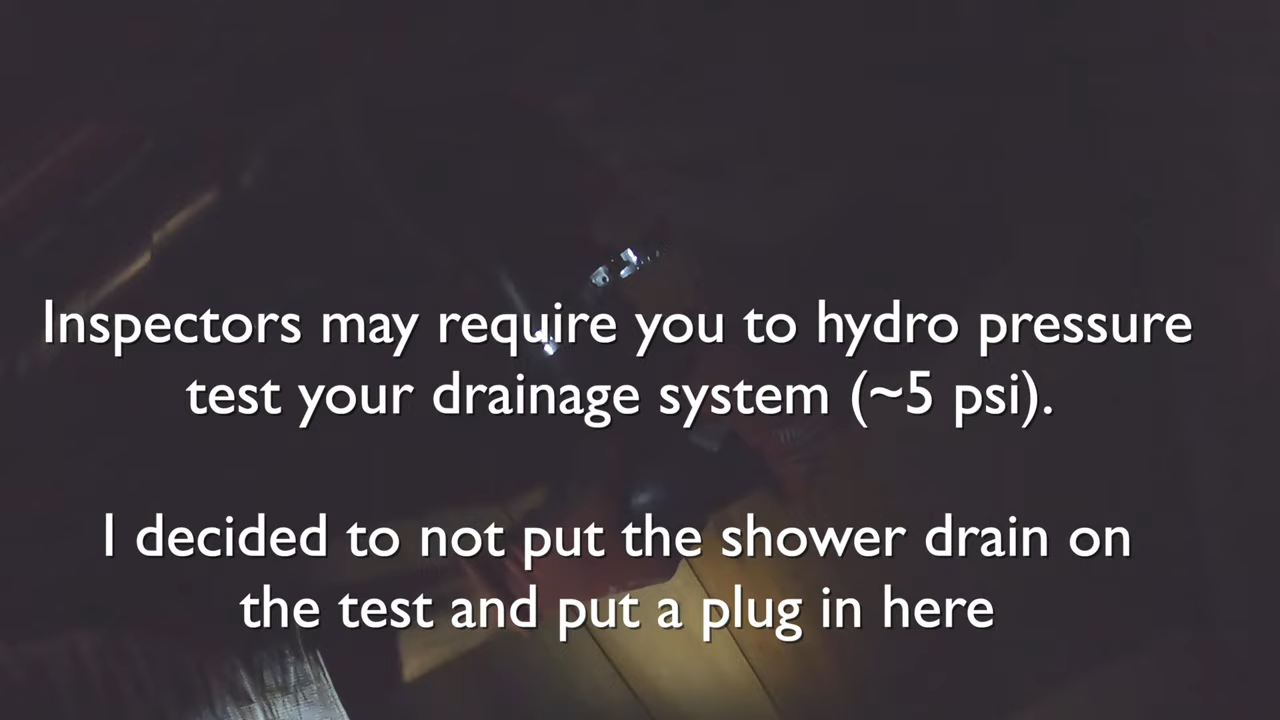 Inspectors may require you to hydro pressure
test your drainage system (~5 psi).
I decided to not put the shower drain on
the test and put a plug in here